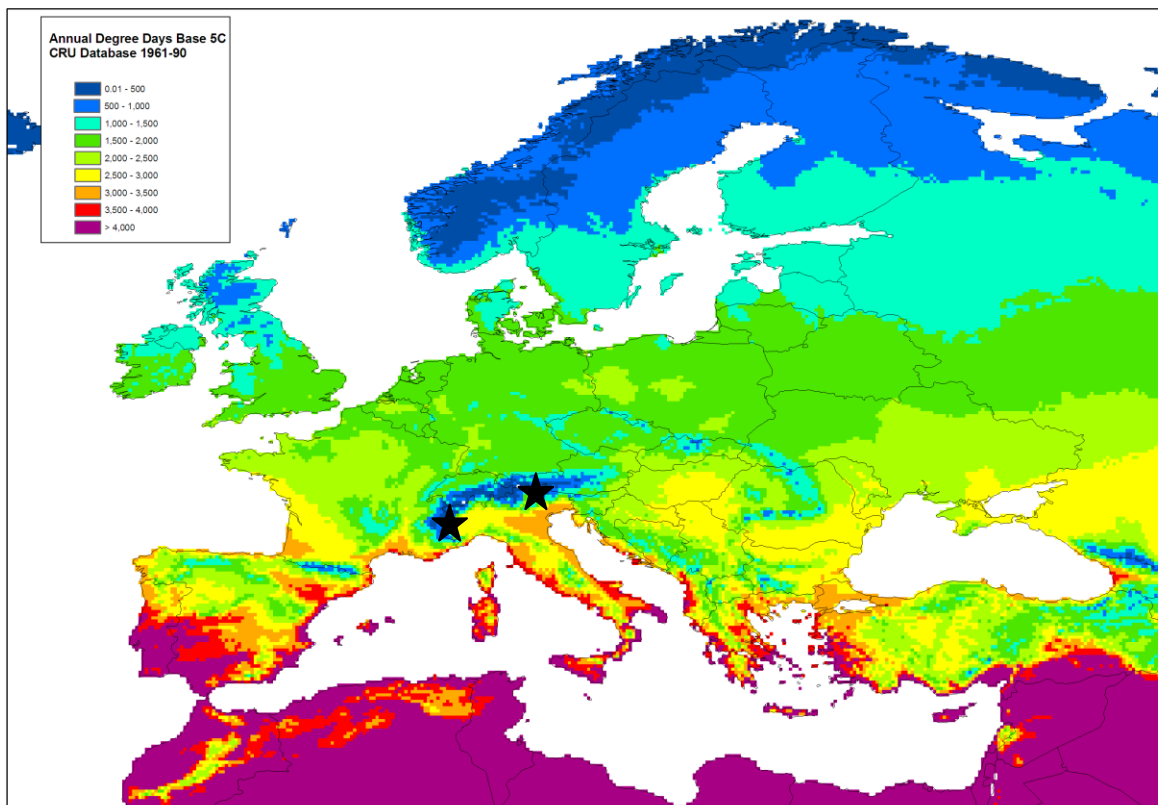 Annual Degree Days Base 5C
CRU Database 1961-90
0.01 - 500
500 - 1,000
1,000 - 1,500
1,500 - 2,000
2,000 - 2,500
2,500 - 3,000
3,000 - 3,500
3,500 - 4,000
> 4,000